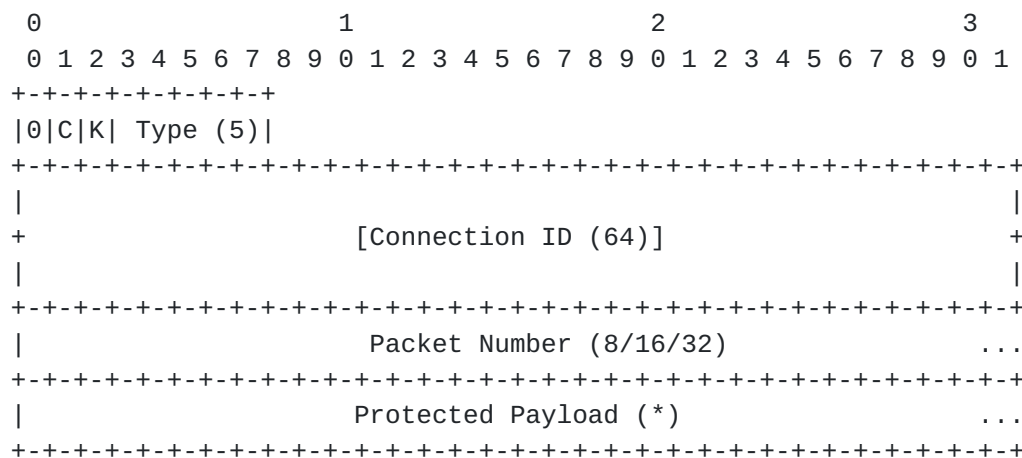 0                   1                   2                   3
 0 1 2 3 4 5 6 7 8 9 0 1 2 3 4 5 6 7 8 9 0 1 2 3 4 5 6 7 8 9 0 1
+-+-+-+-+-+-+-+-+
|0|C|K| Type (5)|
+-+-+-+-+-+-+-+-+-+-+-+-+-+-+-+-+-+-+-+-+-+-+-+-+-+-+-+-+-+-+-+-+
|                                                               |
+                     [Connection ID (64)]                      +
|                                                               |
+-+-+-+-+-+-+-+-+-+-+-+-+-+-+-+-+-+-+-+-+-+-+-+-+-+-+-+-+-+-+-+-+
|                      Packet Number (8/16/32)                ...
+-+-+-+-+-+-+-+-+-+-+-+-+-+-+-+-+-+-+-+-+-+-+-+-+-+-+-+-+-+-+-+-+
|                     Protected Payload (*)                   ...
+-+-+-+-+-+-+-+-+-+-+-+-+-+-+-+-+-+-+-+-+-+-+-+-+-+-+-+-+-+-+-+-+